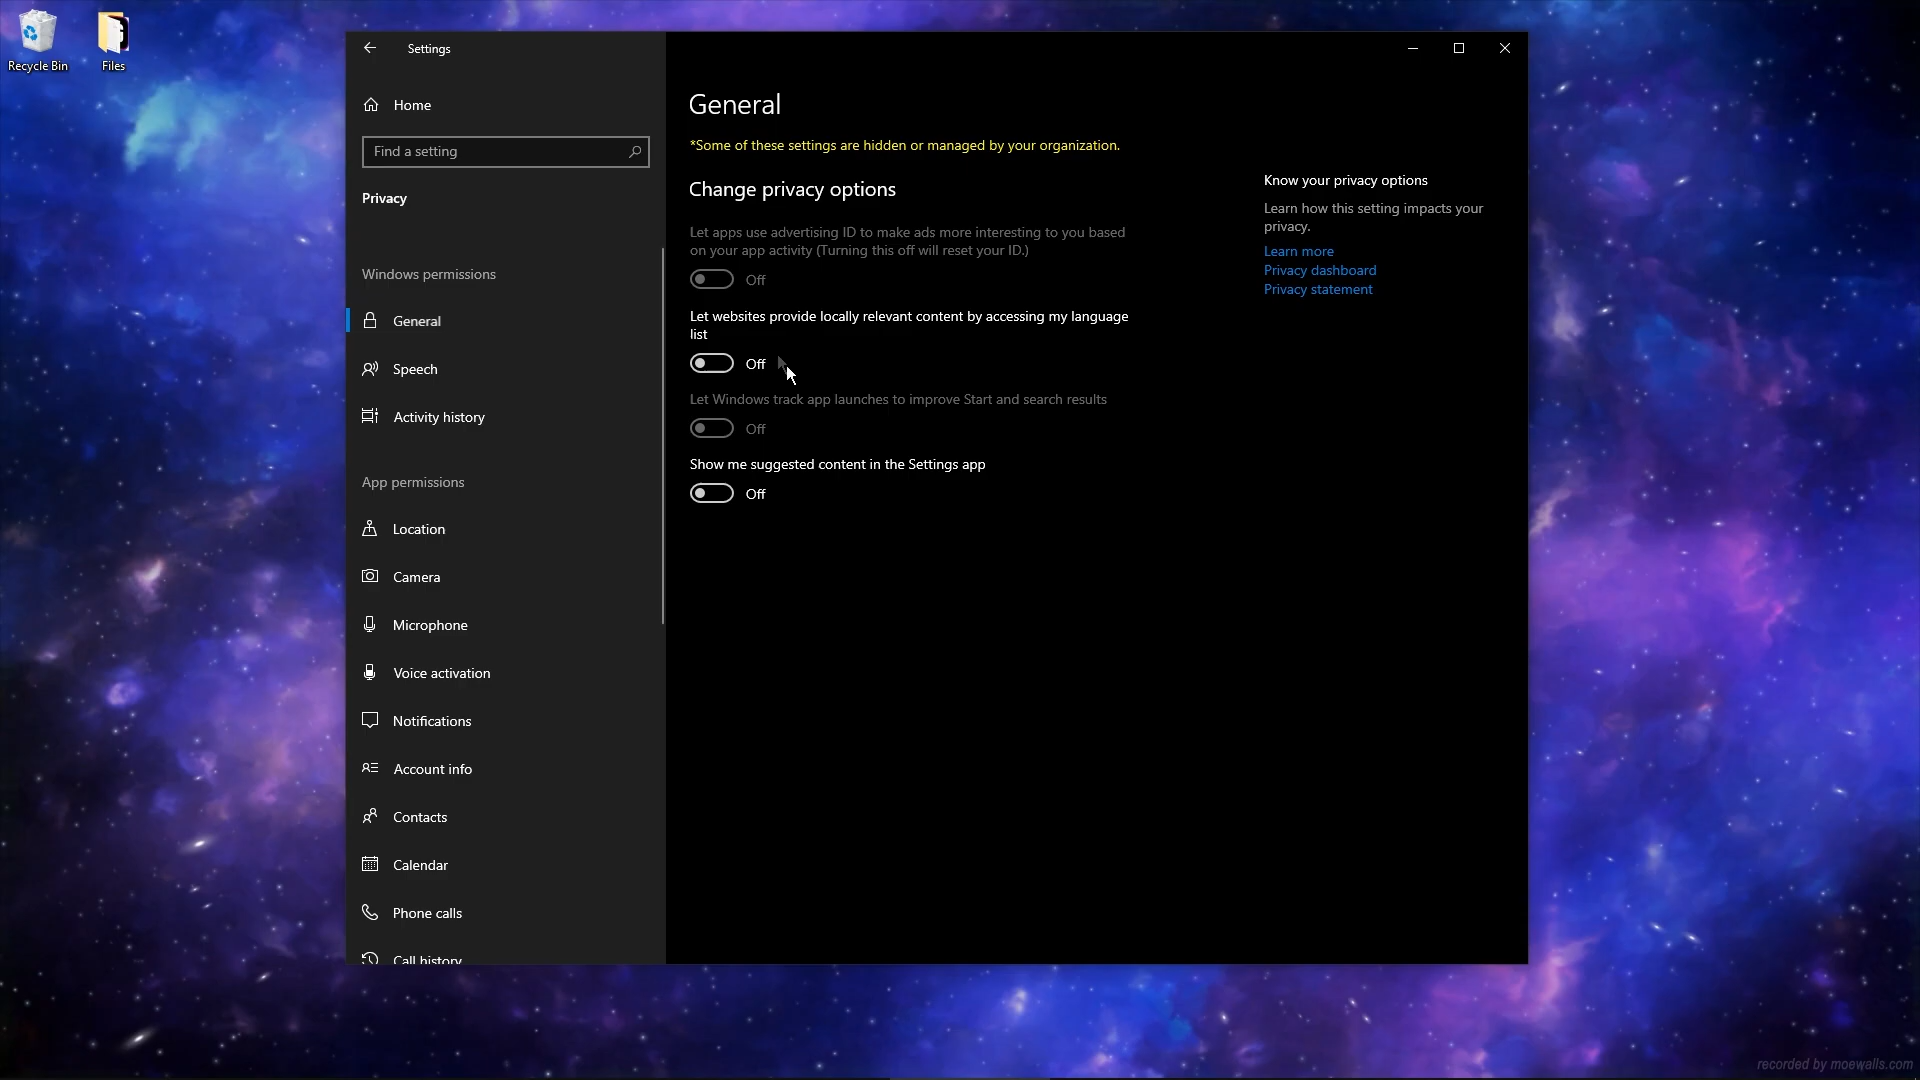 Recycle Bin
Files
Settings
Home
Find a setting
Privacy
Windows permissions
General
Speech
Activity history
App permissions
Location
Camera
Microphone
Voice activation
Notifications
Account info
Contacts
Calendar
Phone calls
Call history
General
*Some of these settings are hidden or managed by your organization.
Change privacy options
Let apps use advertising ID to make ads more interesting to you based
on your app activity (Turning this off will reset your ID.)
Off
Let websites provide locally relevant content by accessing my language
list
Off
Let Windows track app launches to improve Start and search results
Off
Show me suggested content in the Settings app
Off
Know your privacy options
Learn how this setting impacts your
privacy.
Learn more
Privacy dashboard
Privacy statement
recorded by moewalls.com